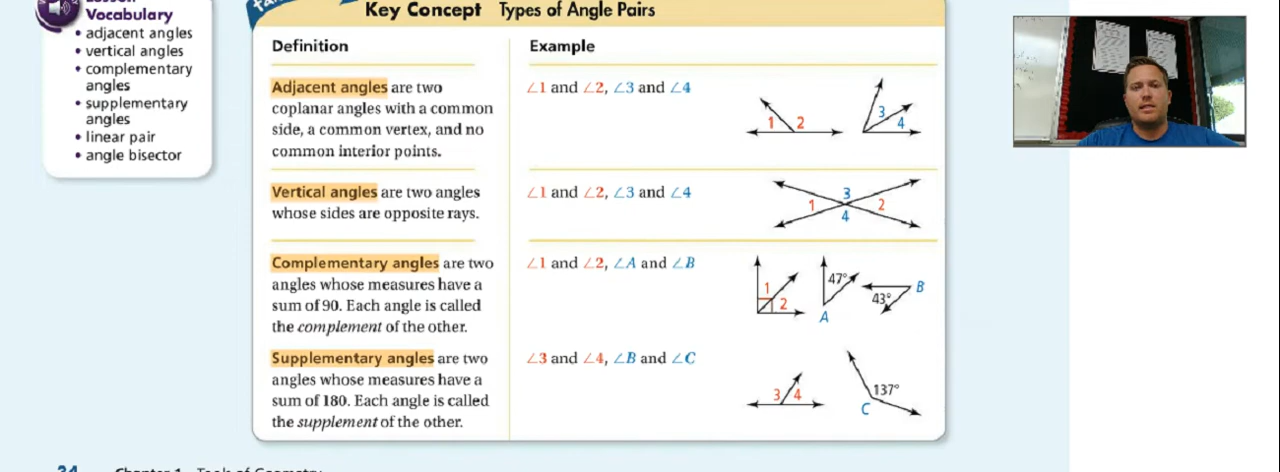 Vocabulary
• adjacent angles
• vertical angles
• complementary
angles
• supplementary
angles
• linear pair
• angle bisector
Key Concept Types of Angle Pairs
Definition
Example
Adjacent angles are two
coplanar angles with a common
side, a common vertex, and no
common interior points.
∠1 and ∠2, ∠3 and ∠4
1 2
3
4
Vertical angles are two angles
whose sides are opposite rays.
∠1 and ∠2, ∠3 and ∠4
3
1 2
4
Complementary angles are two
angles whose measures have a
sum of 90. Each angle is called
the complement of the other.
∠1 and ∠2, ∠A and ∠B
1
2
47°
A
43°
B
Supplementary angles are two
angles whose measures have a
sum of 180. Each angle is called
the supplement of the other.
∠3 and ∠4, ∠B and ∠C
3 4
137°
C
34 Chapter 1 Tools of Geometry